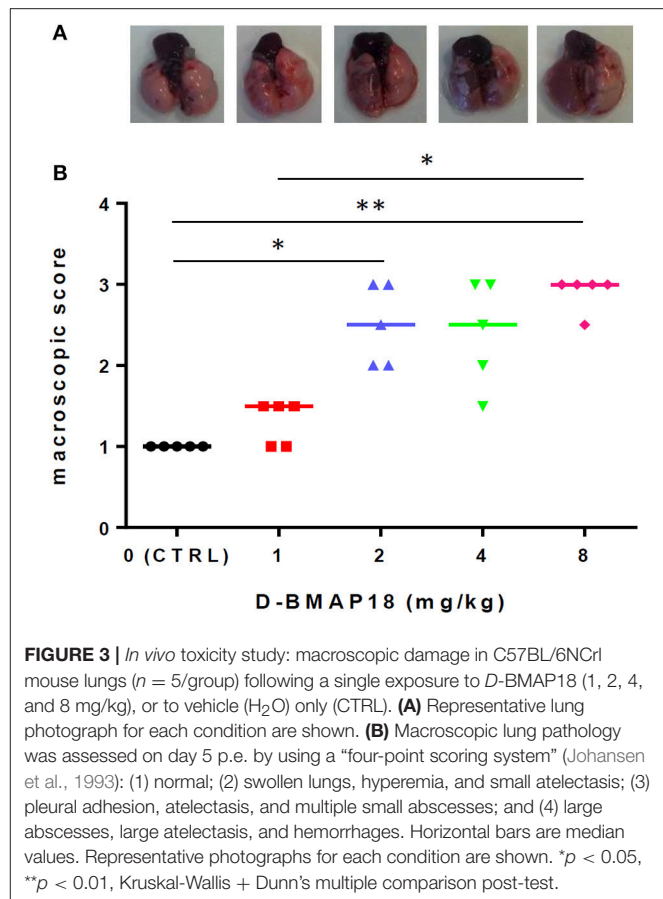 A
B
*
**
*
4
3
2
1
0
macroscopic score
0 (CTRL) 1 2 4 8
D-BMAP18 (mg/kg)
FIGURE 3 | In vivo toxicity study: macroscopic damage in C57BL/6NCrl
mouse lungs (n = 5/group) following a single exposure to D-BMAP18 (1, 2, 4,
and 8 mg/kg), or to vehicle (H₂O) only (CTRL). (A) Representative lung
photograph for each condition are shown. (B) Macroscopic lung pathology
was assessed on day 5 p.e. by using a “four-point scoring system” (Johansen
et al., 1993): (1) normal; (2) swollen lungs, hyperemia, and small atelectasis; (3)
pleural adhesion, atelectasis, and multiple small abscesses; and (4) large
abscesses, large atelectasis, and hemorrhages. Horizontal bars are median
values. Representative photographs for each condition are shown. *p < 0.05,
**p < 0.01, Kruskal-Wallis + Dunn’s multiple comparison post-test.